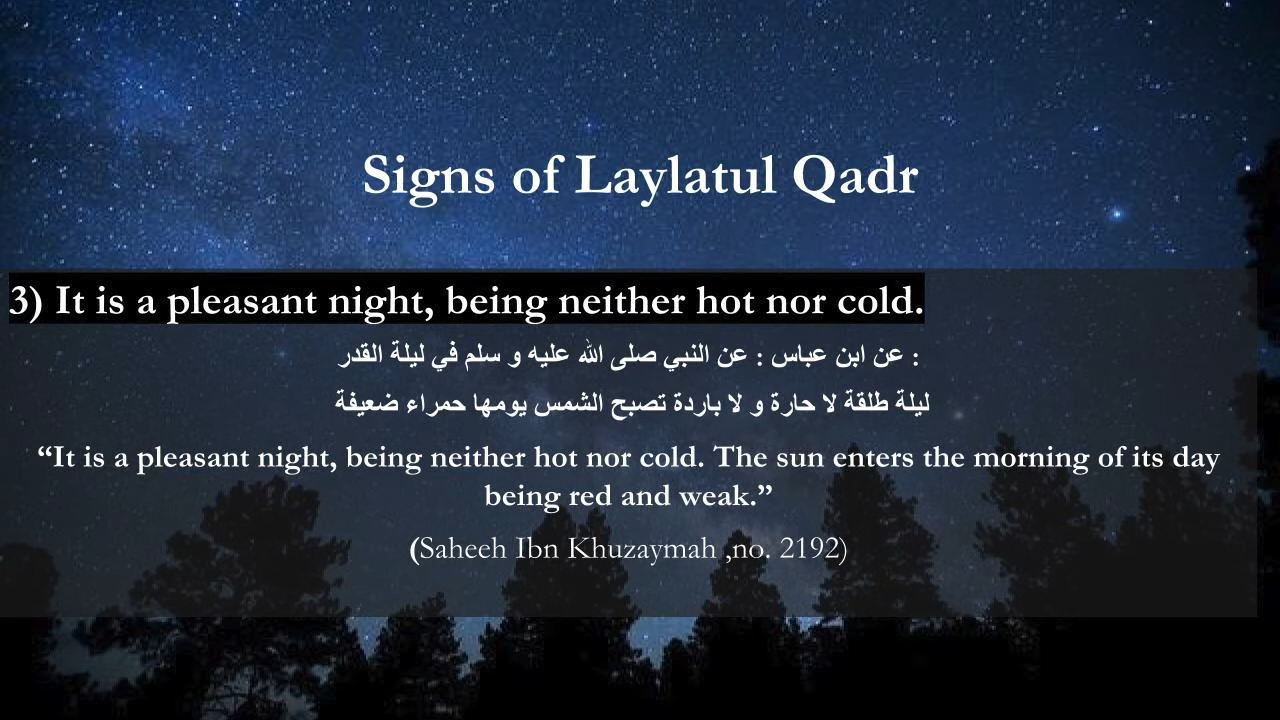 Signs of Laylatul Qadr
3) It is a pleasant night, being neither hot nor cold.
عن ابن عباس : عن النبي صلى الله عليه و سلم في ليلة القدر :
ليلة طلقة لا حارة و لا باردة تصبح الشمس يومها حمراء ضعيفة
“It is a pleasant night, being neither hot nor cold. The sun enters the morning of its day
being red and weak.”
(Saheeh Ibn Khuzaymah ,no. 2192)